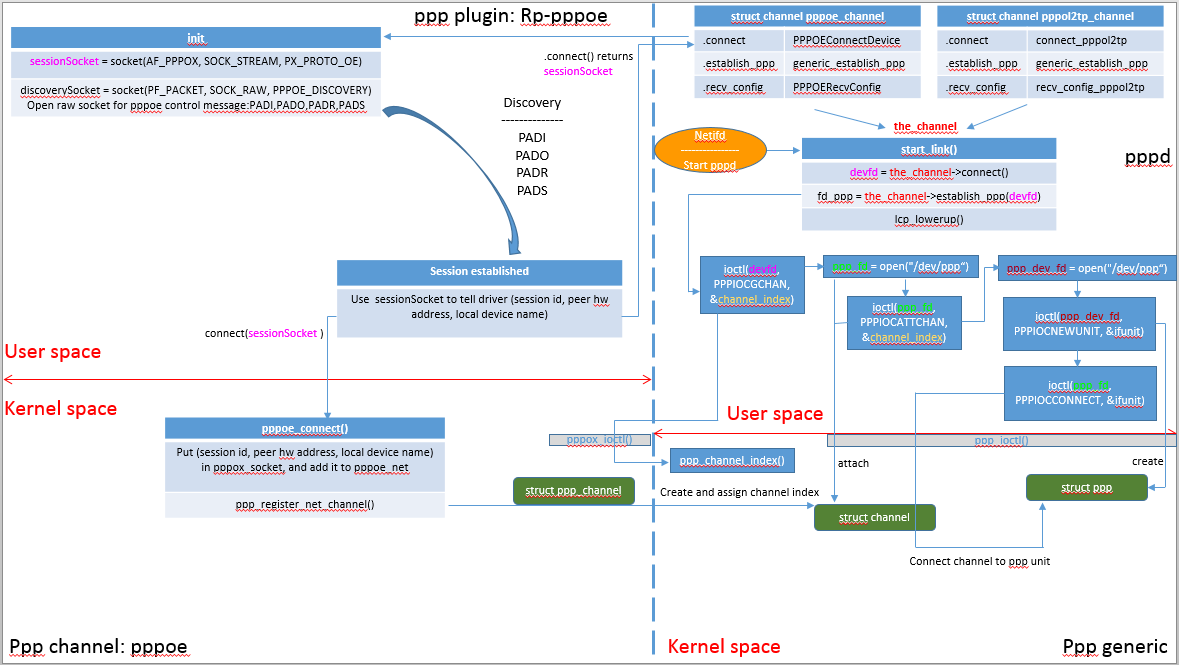 ppp plugin: Rp-pppoe
init
sessionSocket = socket(AF_PPPOX, SOCK_STREAM, PX_PROTO_OE)
discoverySocket = socket(PF_PACKET, SOCK_RAW, PPPOE_DISCOVERY)
Open raw socket for pppoe control message:PADI,PADO,PADR,PADS
.connect() returns
sessionSocket
Discovery
--------------
PADI
PADO
PADR
PADS
Session established
Use sessionSocket to tell driver (session id, peer hw
address, local device name)
connect(sessionSocket )
User space
Kernel space
pppoe_connect()
Put (session id, peer hw address, local device name)
in pppox_socket, and add it to pppoe_net
ppp_register_net_channel()
pppox_ioctl()
struct ppp_channel
Ppp channel: pppoe
struct channel pppoe_channel
.connect PPPOEConnectDevice
.establish_ppp generic_establish_ppp
.recv_config PPPOERecvConfig
struct channel pppol2tp_channel
.connect connect_pppol2tp
.establish_ppp generic_establish_ppp
.recv_config recv_config_pppol2tp
the_channel
Netifd
----------------
Start pppd
start_link()
devfd = the_channel->connect()
fd_ppp = the_channel->establish_ppp(devfd)
lcp_lowerup()
pppd
ioctl(devfd,
PPPIOCGCHAN,
&channel_index)
= open("/dev/ppp")
ioctl(
PPPIOCATTCHAN,
&channel_index)
ppp_dev_fd = open("/dev/ppp")
ioctl(ppp_dev_fd,
PPPIOCNEWUNIT, &ifunit)
ioctl(
PPPIOCCONNECT, &ifunit)
User space
ppp_ioctl()
ppp_channel_index()
attach
create
Create and assign channel index
struct channel
struct ppp
Connect channel to ppp unit
Kernel space
Ppp generic